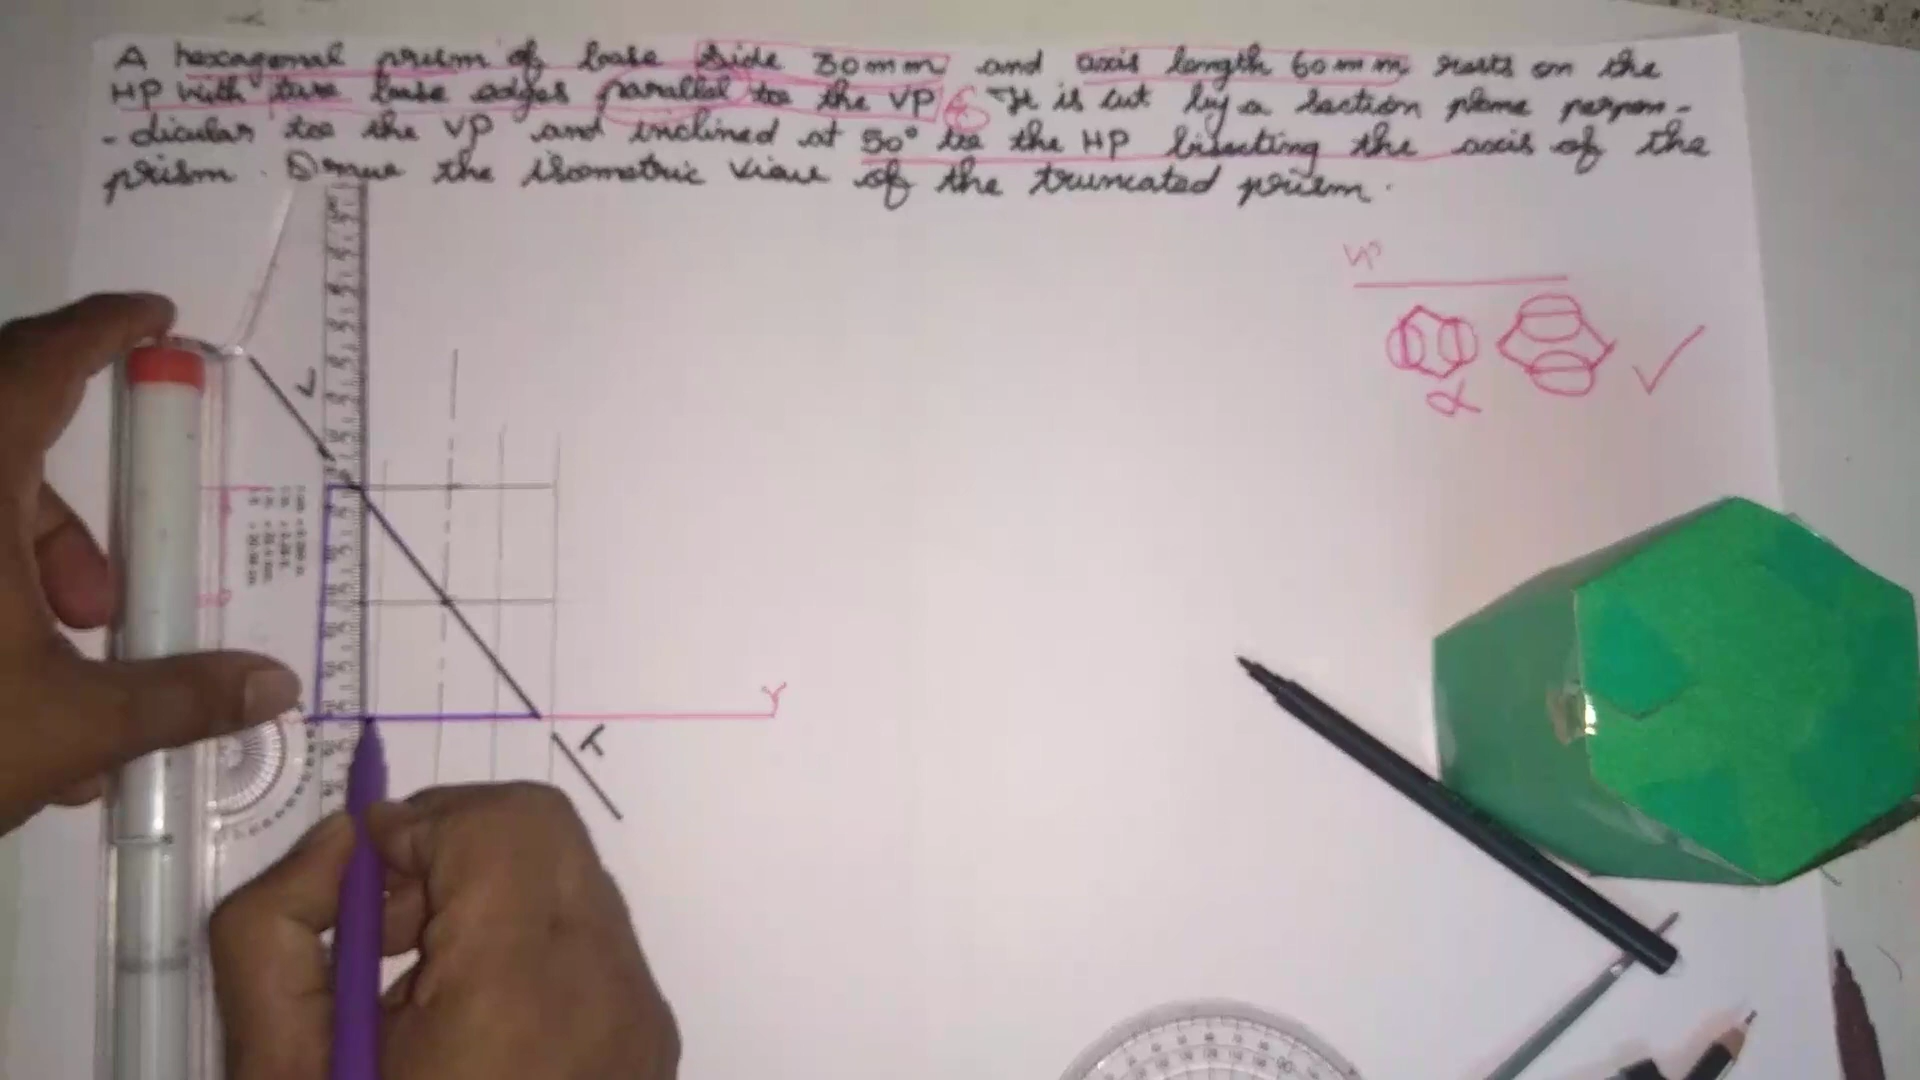 A hexagonal prism of base side 30mm and axis length 60mm rests on the
HP with two base edges parallel to the VP. It is cut by a section plane perpen-
-dicular to the VP and inclined at 50° to the HP bisecting the axis of the
prism. Draw the isometric view of the truncated prism.
VP
Y
T